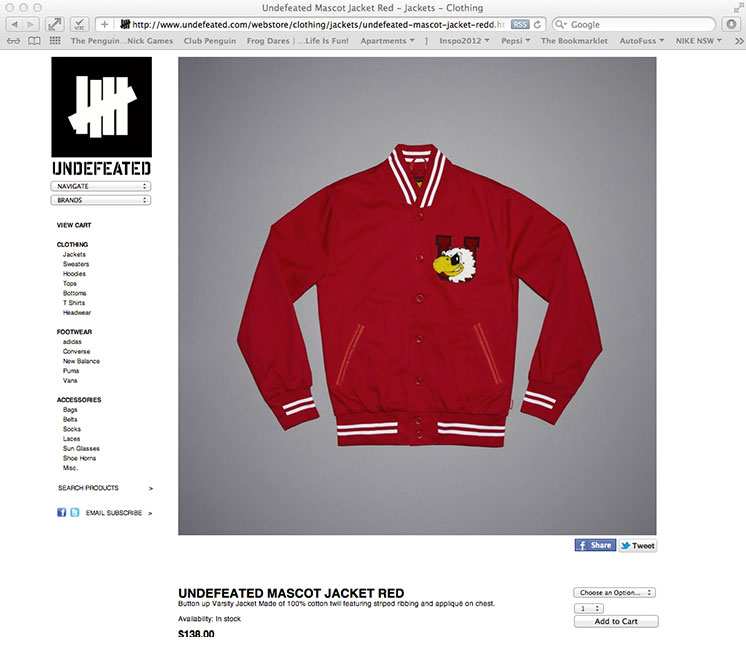 Undefeated Mascot Jacket Red – Jackets – Clothing
http://www.undefeated.com/webstore/clothing/jackets/undefeated-mascot-jacket-redd.ht
RSS
Google
The Penguin...Nick Games
Club Penguin
Frog Dares | ...Life Is Fun!
Apartments
]
Inspo2012
Pepsi
The Bookmarklet
AutoFuss
NIKE NSW
UNDEFEATED
NAVIGATE
BRANDS
VIEW CART
CLOTHING
Jackets
Sweaters
Hoodies
Tops
Bottoms
T Shirts
Headwear
FOOTWEAR
adidas
Converse
New Balance
Puma
Vans
ACCESSORIES
Bags
Belts
Socks
Laces
Sun Glasses
Shoe Horns
Misc.
SEARCH PRODUCTS >
EMAIL SUBSCRIBE >
U
Share
Tweet
UNDEFEATED MASCOT JACKET RED
Button up Varsity Jacket Made of 100% cotton twill featuring striped ribbing and appliqué on chest.
Availability: In stock
$138.00
Choose an Option...
1
Add to Cart